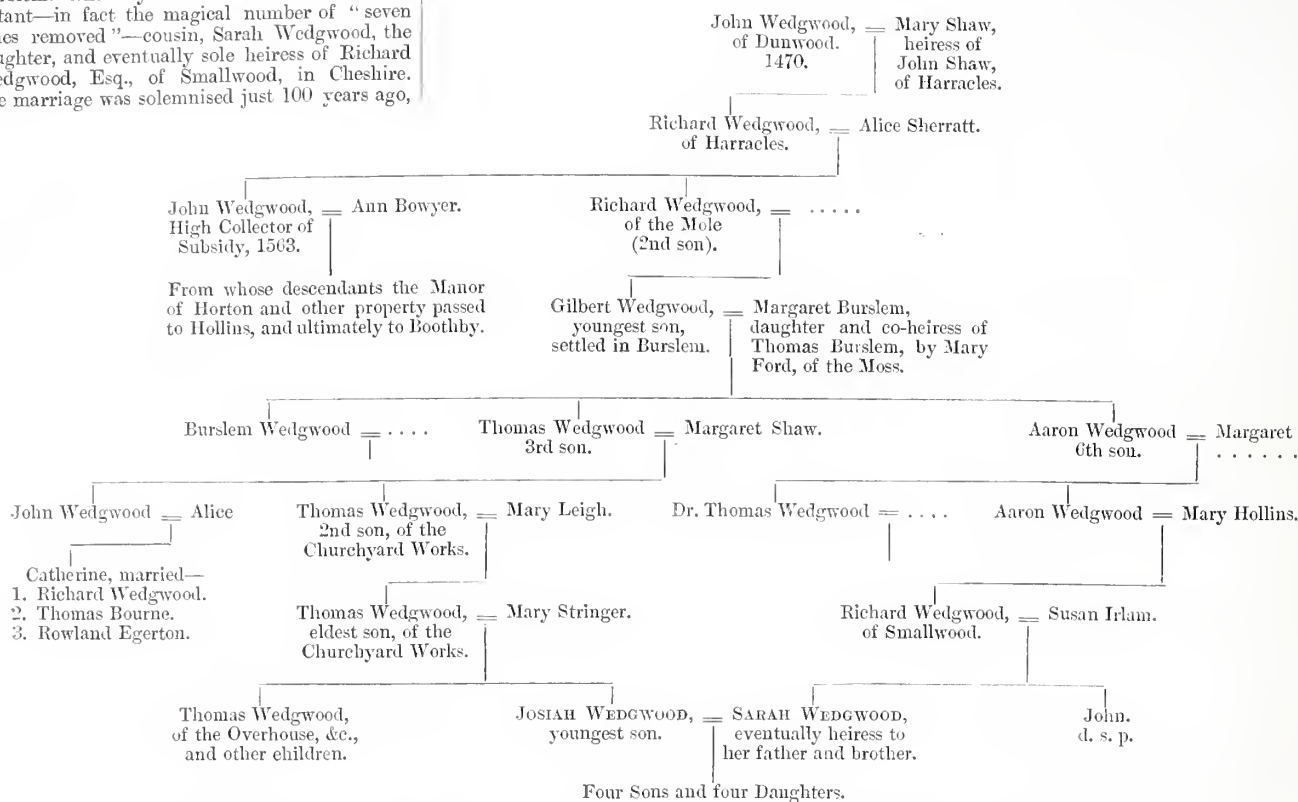 tant—in fact the magical number of “seven
es removed”—cousin, Sarah Wedgwood, the
ughter, and eventually sole heiress of Richard
edgwood, Esq., of Smallwood, in Cheshire.
e marriage was solemnised just 100 years ago,
John Wedgwood, = Mary Shaw,
of Dunwood. heiress of
1470. John Shaw,
of Harracles.
Richard Wedgwood, = Alice Sherratt.
of Harracles.
John Wedgwood, = Ann Bowyer.
High Collector of
Subsidy, 1563.
Richard Wedgwood, = . . . . .
of the Mole
(2nd son).
From whose descendants the Manor
of Horton and other property passed
to Hollins, and ultimately to Boothby.
Gilbert Wedgwood, = Margaret Burslem,
youngest son, daughter and co-heiress of
settled in Burslem. Thomas Burslem, by Mary
Ford, of the Moss.
Burslem Wedgwood = . . . .
Thomas Wedgwood = Margaret Shaw.
3rd son.
Aaron Wedgwood = Margaret
6th son. . . . . . .
John Wedgwood = Alice
Thomas Wedgwood, = Mary Leigh.
2nd son, of the
Churchyard Works.
Dr. Thomas Wedgwood = . . . .
Aaron Wedgwood = Mary Hollins.
Catherine, married—
1. Richard Wedgwood.
2. Thomas Bourne.
3. Rowland Egerton.
Thomas Wedgwood, = Mary Stringer.
eldest son, of the
Churchyard Works.
Richard Wedgwood, = Susan Irlam.
of Smallwood.
Thomas Wedgwood,
of the Overhouse, &c.,
and other children.
JOSIAH WEDGWOOD, = SARAH WEDGWOOD,
youngest son. eventually heiress to
her father and brother.
John.
d. s. p.
Four Sons and four Daughters.